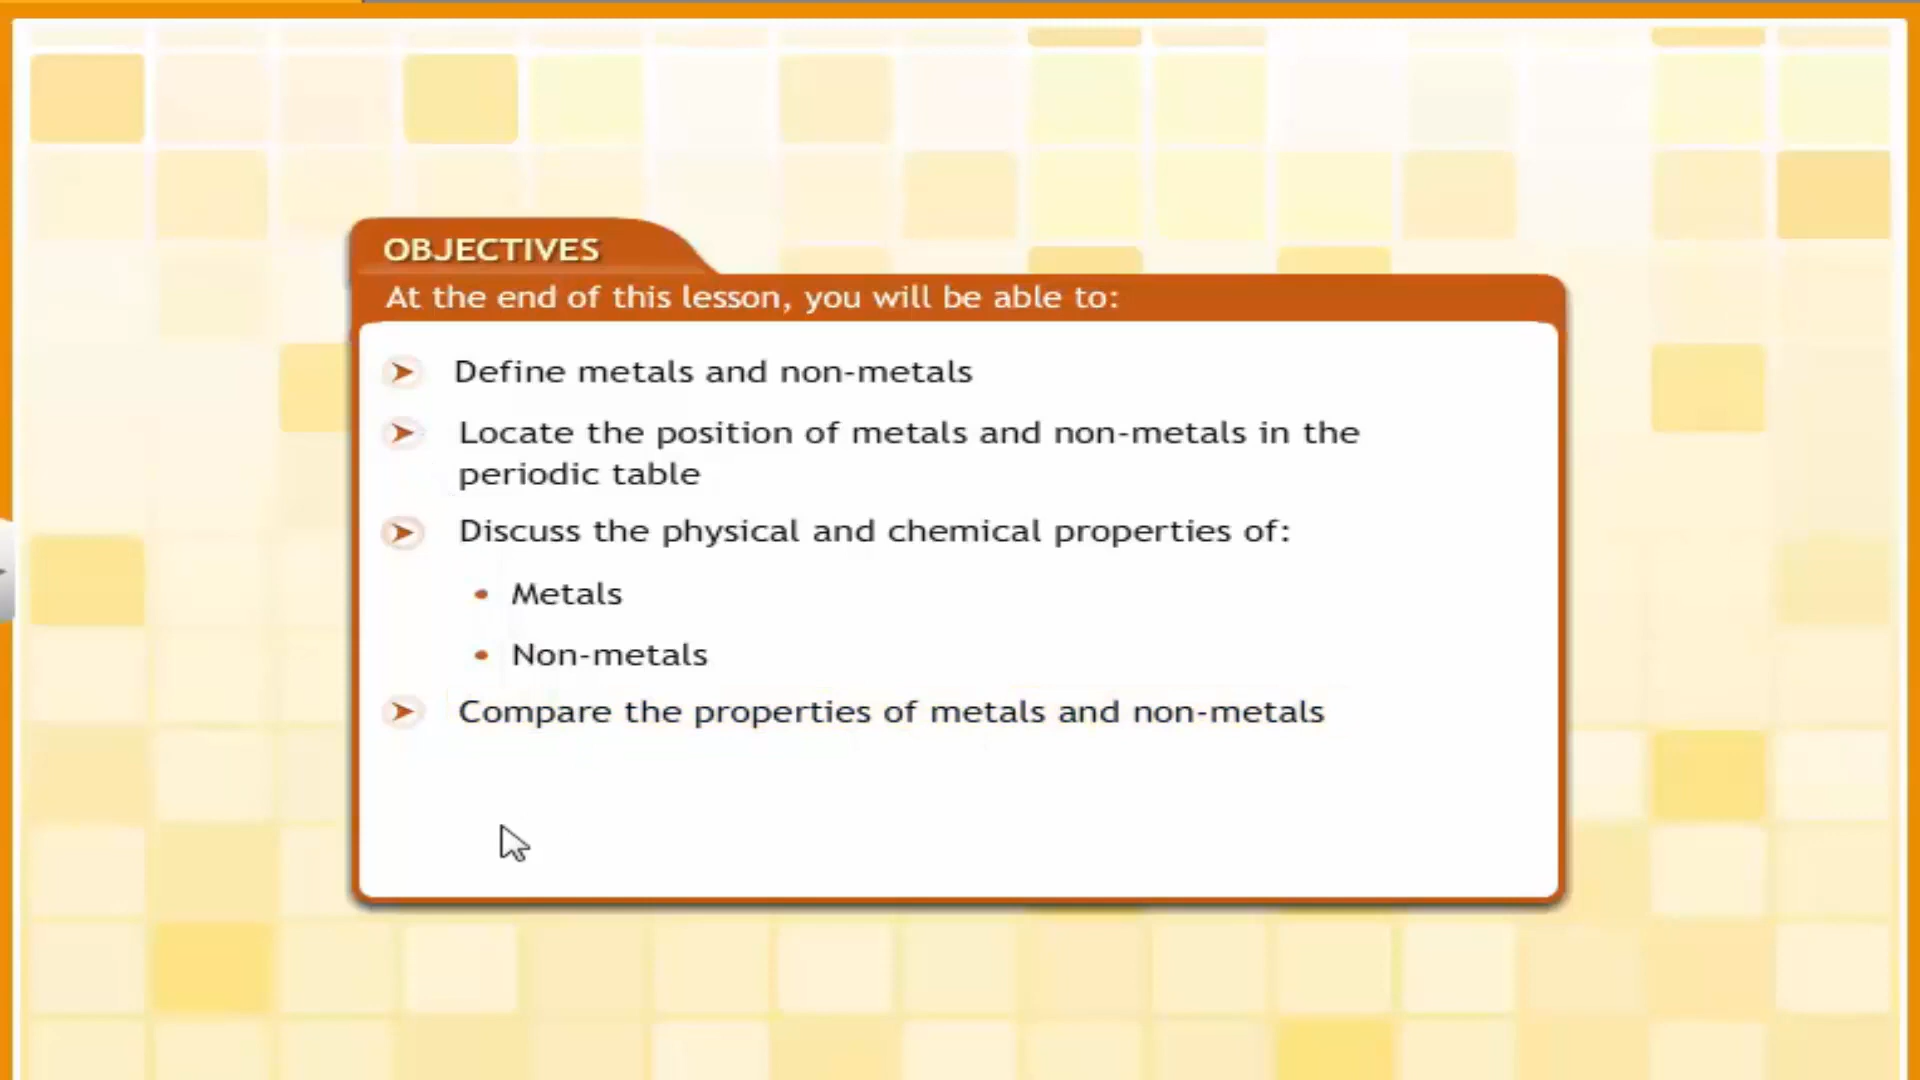 OBJECTIVES
At the end of this lesson, you will be able to:
➤ Define metals and non-metals
➤ Locate the position of metals and non-metals in the
periodic table
➤ Discuss the physical and chemical properties of:
• Metals
• Non-metals
➤ Compare the properties of metals and non-metals